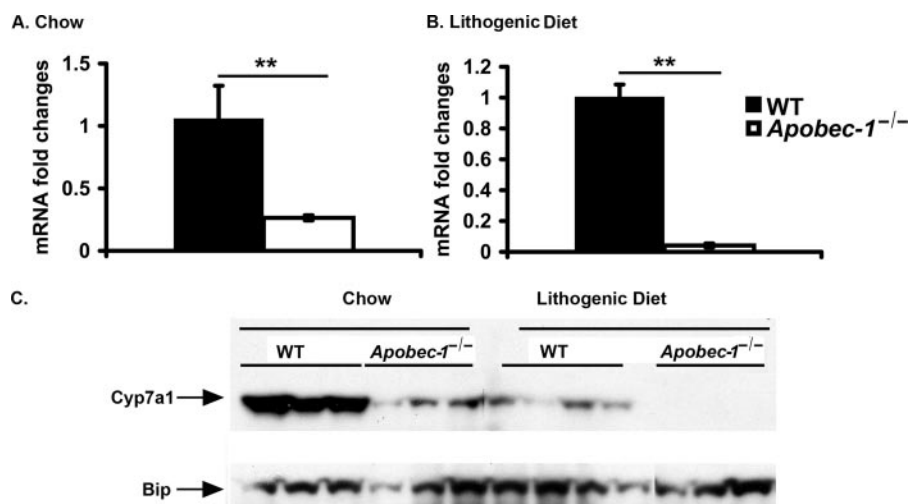 A. Chow
B. Lithogenic Diet
mRNA fold changes
1.5
1
0.5
0
**
mRNA fold changes
1.2
1
0.8
0.6
0.4
0.2
0
**
WT
Apobec-1−/−
C.
Chow
Lithogenic Diet
WT
Apobec-1−/−
WT
Apobec-1−/−
Cyp7a1
Bip